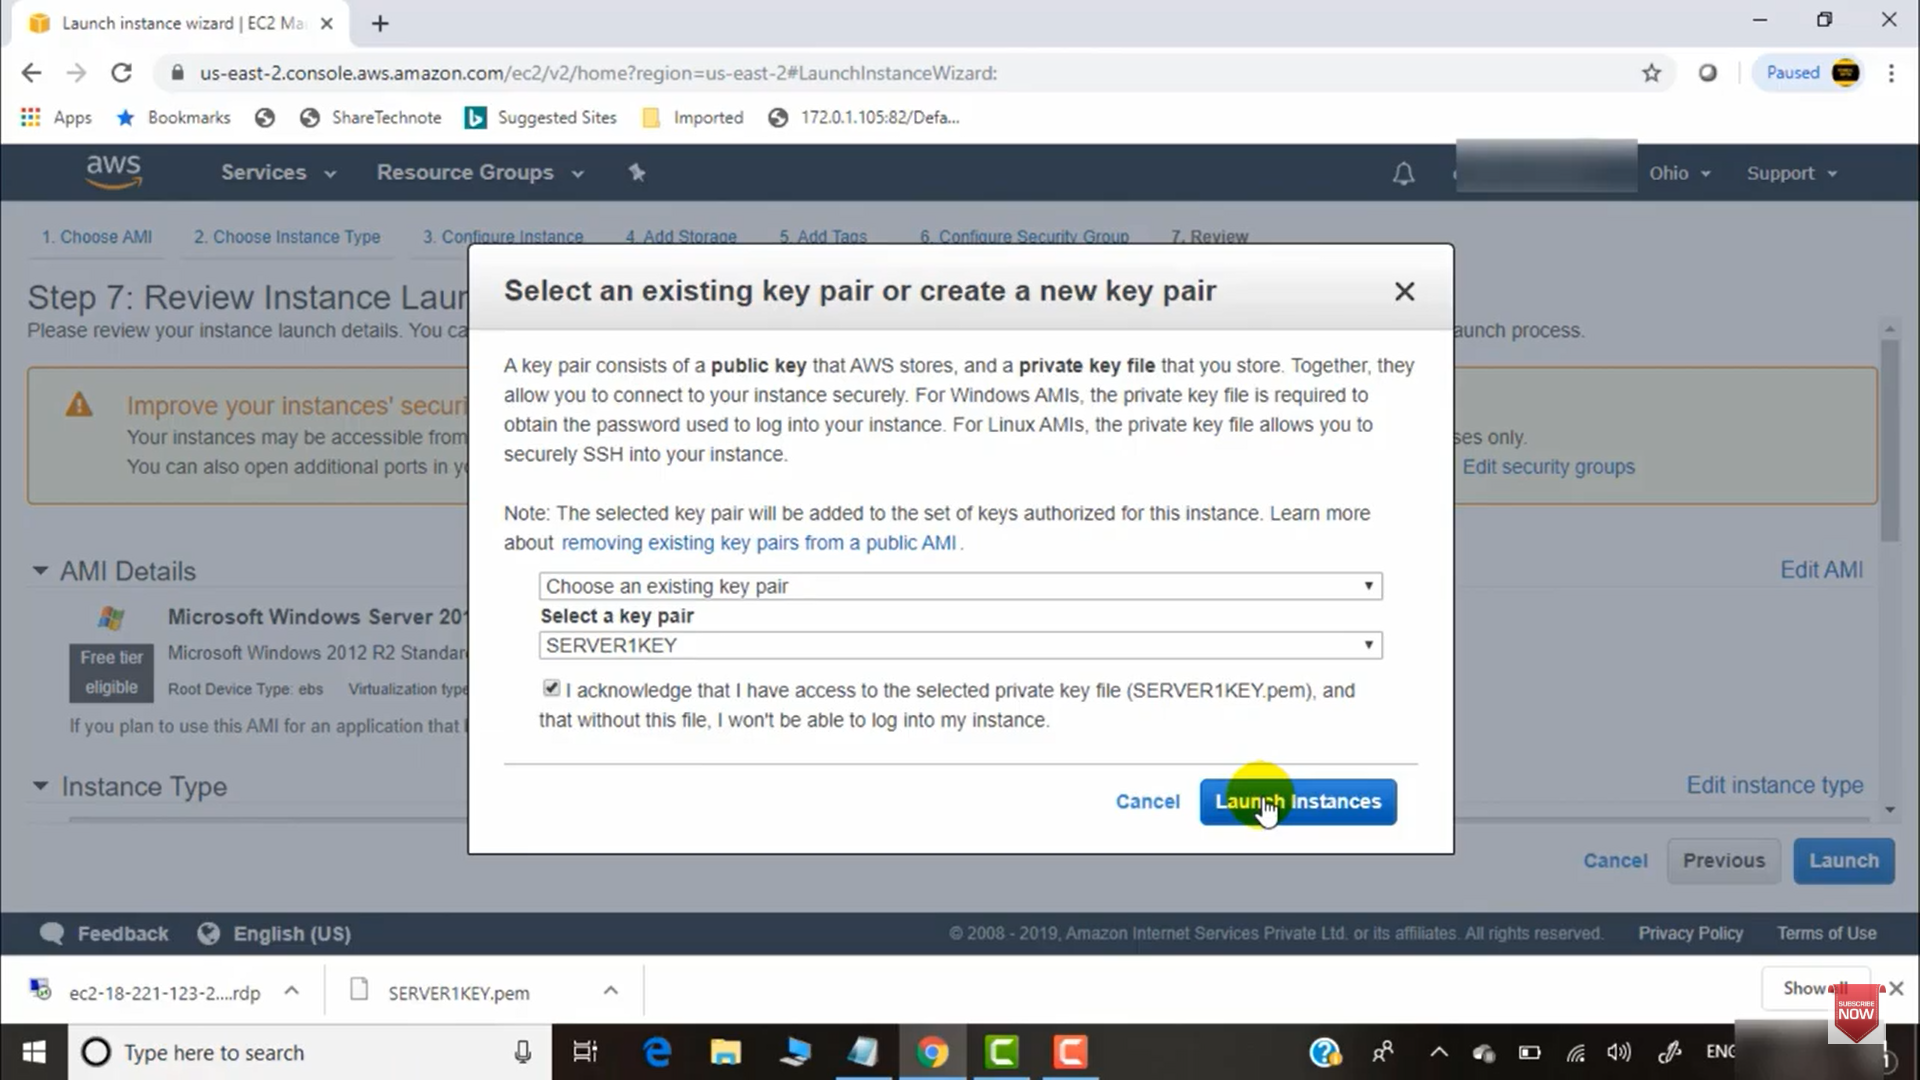 Launch instance wizard | EC2 Ma
us-east-2.console.aws.amazon.com/ec2/v2/home?region=us-east-2#LaunchInstanceWizard:
Paused
Apps
Bookmarks
ShareTechnote
Suggested Sites
Imported
172.0.1.105:82/Defa...
aws
Services
Resource Groups
Ohio
Support
1. Choose AMI
2. Choose Instance Type
3. Configure Instance
4. Add Storage
5. Add Tags
6. Configure Security Group
7. Review
Step 7: Review Instance Laun
Please review your instance launch details. You ca
aunch process.
Improve your instances' securi
Your instances may be accessible from
ses only.
You can also open additional ports in yo
Edit security groups
AMI Details
Edit AMI
Microsoft Windows Server 201
Free tier
eligible
Microsoft Windows 2012 R2 Standar
Root Device Type: ebs
Virtualization type
If you plan to use this AMI for an application that
Instance Type
Edit instance type
Select an existing key pair or create a new key pair
A key pair consists of a public key that AWS stores, and a private key file that you store. Together, they
allow you to connect to your instance securely. For Windows AMIs, the private key file is required to
obtain the password used to log into your instance. For Linux AMIs, the private key file allows you to
securely SSH into your instance.
Note: The selected key pair will be added to the set of keys authorized for this instance. Learn more
about removing existing key pairs from a public AMI .
Choose an existing key pair
Select a key pair
SERVER1KEY
I acknowledge that I have access to the selected private key file (SERVER1KEY.pem), and
that without this file, I won't be able to log into my instance.
Cancel
Launch Instances
Cancel
Previous
Launch
Feedback
English (US)
© 2008 - 2019, Amazon Internet Services Private Ltd. or its affiliates. All rights reserved.
Privacy Policy
Terms of Use
ec2-18-221-123-2....rdp
SERVER1KEY.pem
Show all
SUBSCRIBE
NOW
Type here to search
ENG